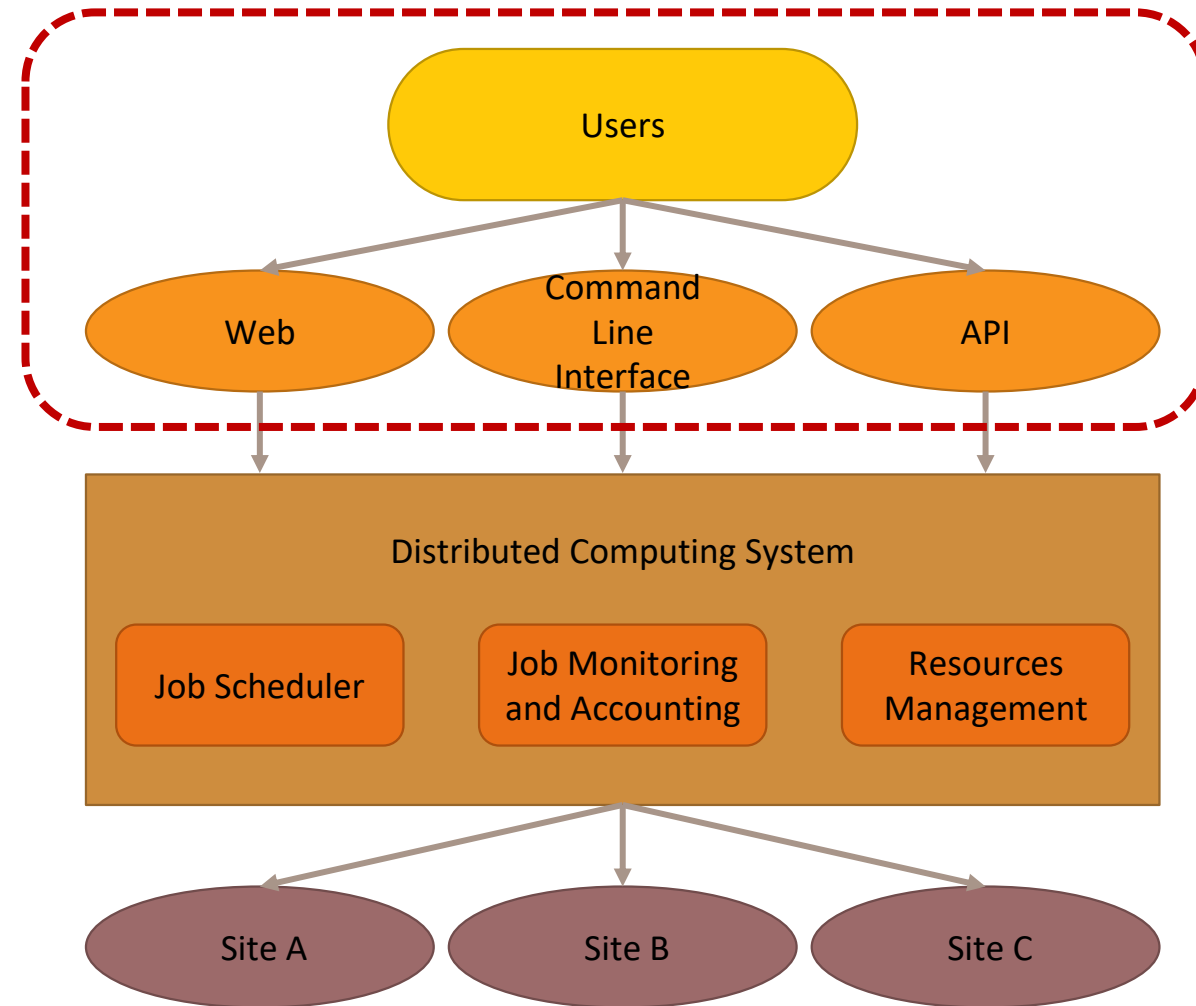 Users
Web
Command
Line
Interface
API
Distributed Computing System
Job Scheduler
Job Monitoring
and Accounting
Resources
Management
Site A
Site B
Site C